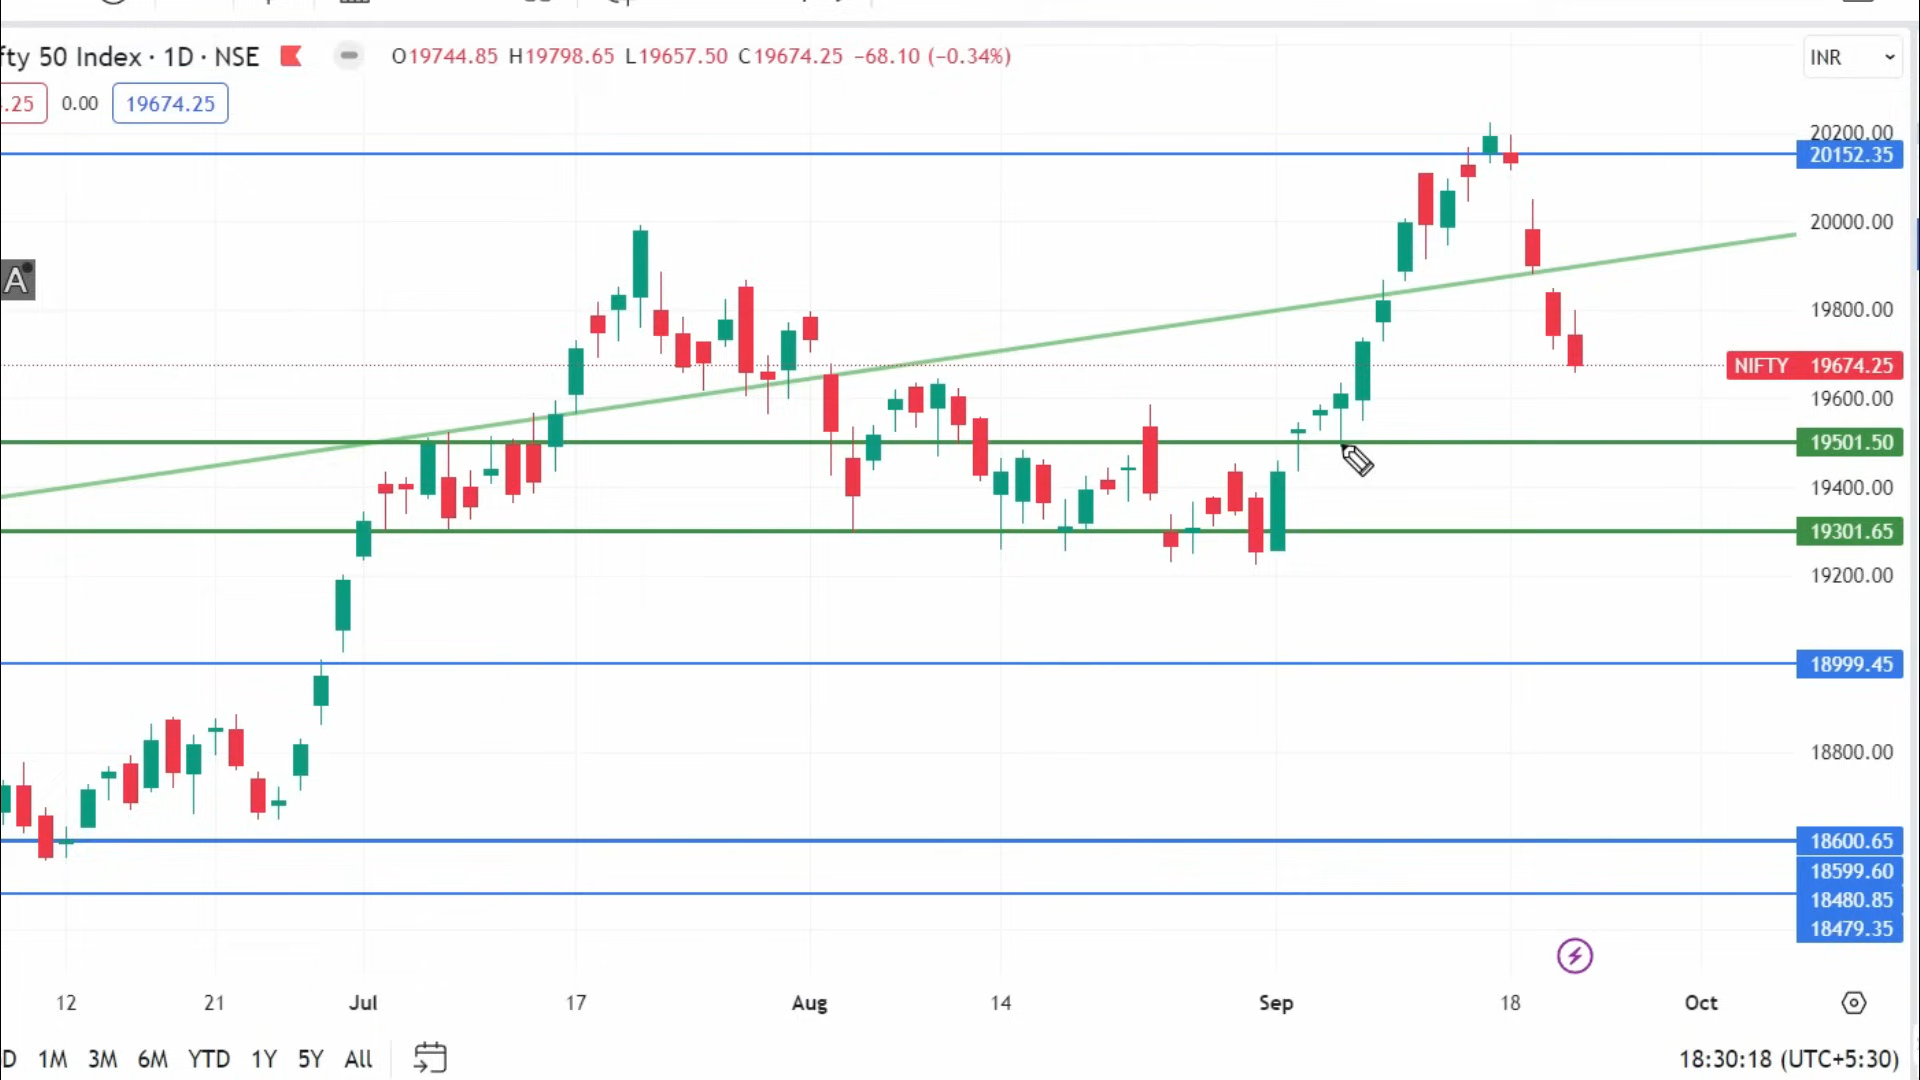 fty 50 Index · 1D · NSE O19744.85 H19798.65 L19657.50 C19674.25 −68.10 (−0.34%) INR
.25 0.00 19674.25
20200.00
20152.35
20000.00
A
19800.00
NIFTY 19674.25
19600.00
19501.50
19400.00
19301.65
19200.00
18999.45
18800.00
18600.65
18599.60
18480.85
18479.35
12 21 Jul 17 Aug 14 Sep 18 Oct
D 1M 3M 6M YTD 1Y 5Y All 18:30:18 (UTC+5:30)